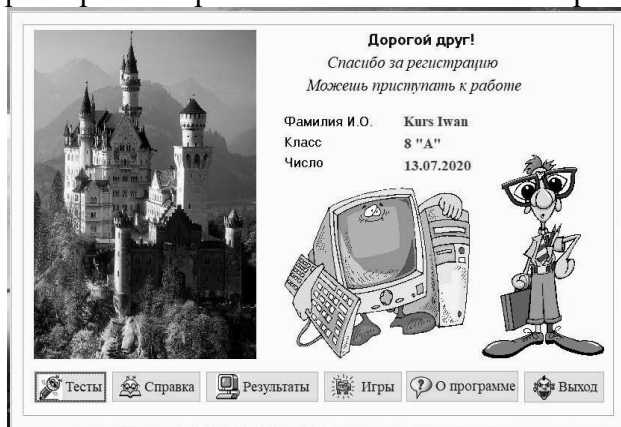 Дорогой друг!
Спасибо за регистрацию
Можешь приступать к работе
Фамилия И.О. Kurs Iwan
Класс 8 "А"
Число 13.07.2020
Тесты Справка Результаты Игры О программе Выход